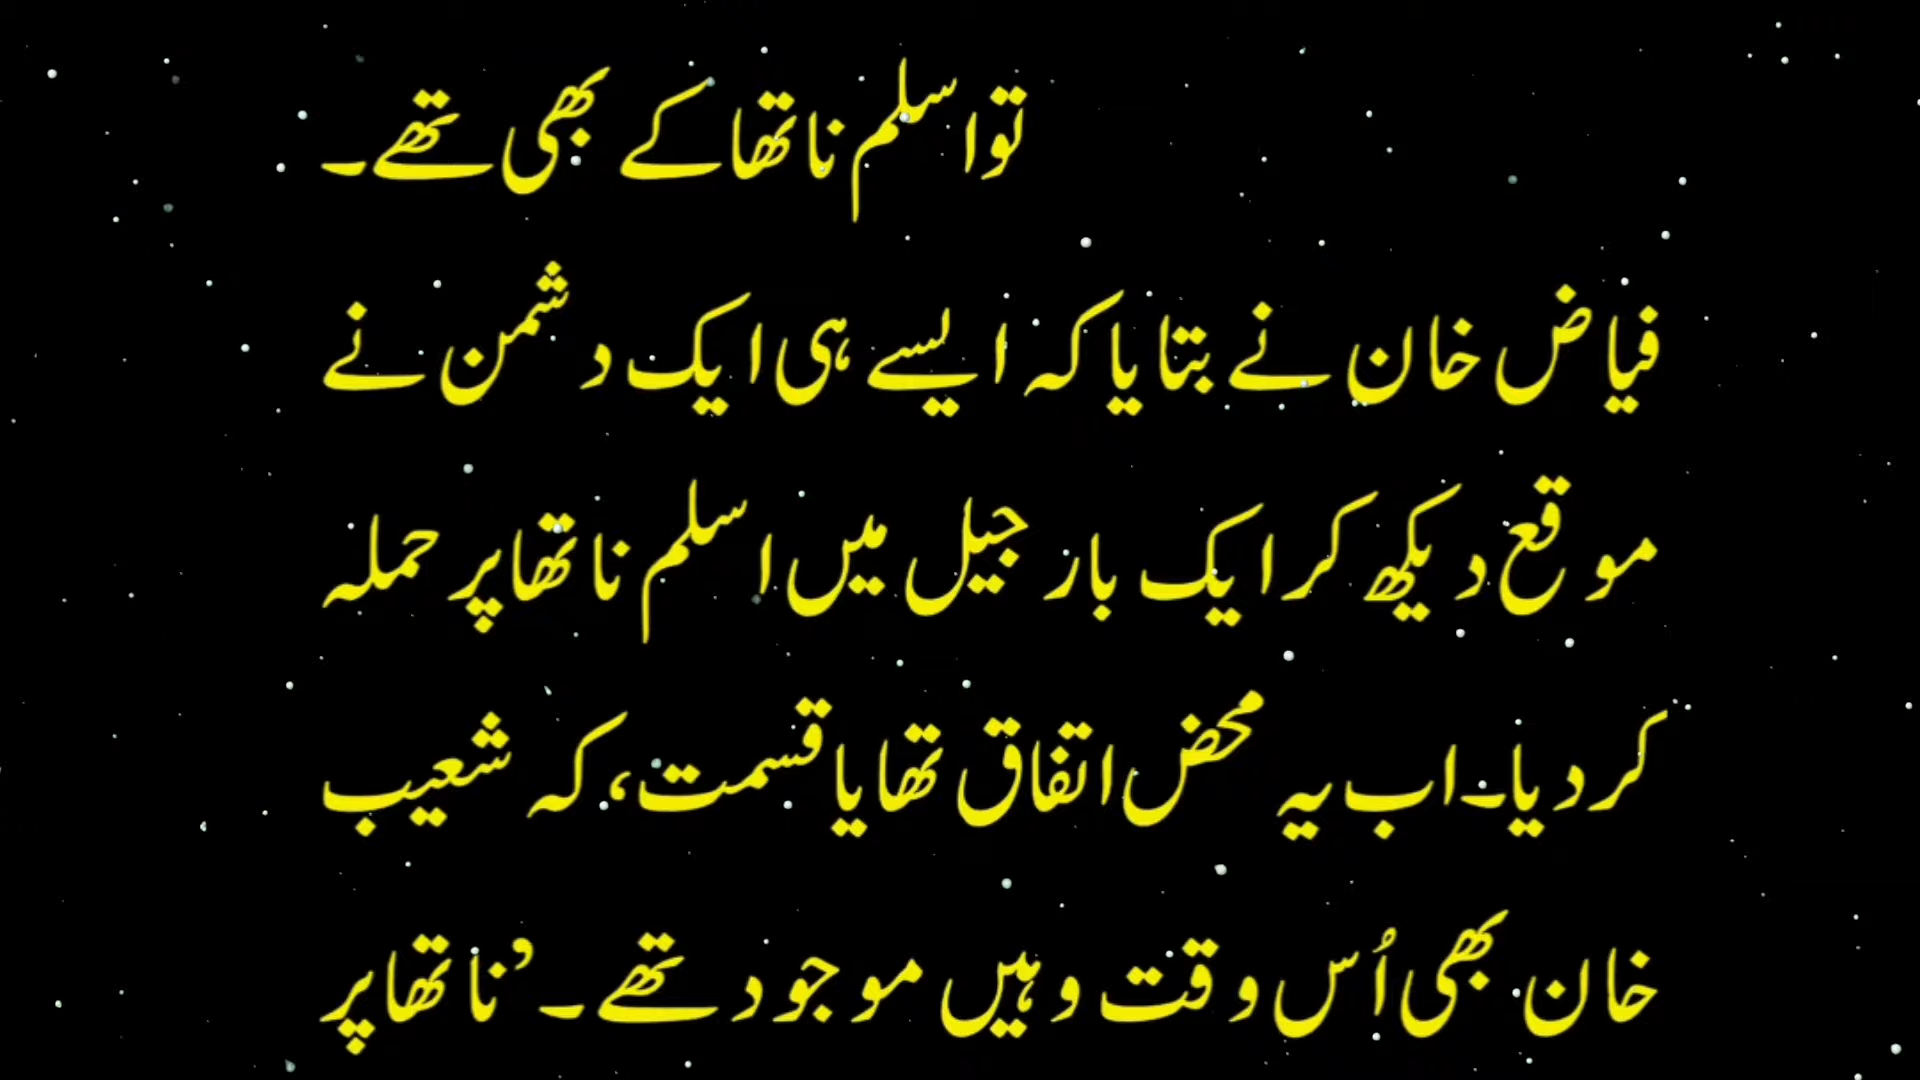 تو اسلم ناتھا کے بھی تھے۔
فیاض خان نے بتایا کہ ایسے ہی ایک دشمن نے
موقع دیکھ کر ایک بار جیل میں اسلم ناتھا پر حملہ
کر دیا۔ اب یہ محض اتفاق تھا یا قسمت، کہ شعیب
خان بھی اُس وقت وہیں موجود تھے۔ ’ناتھا پر